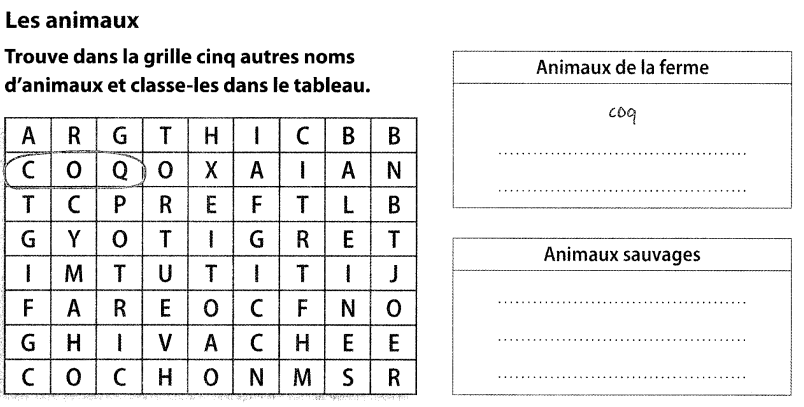 Les animaux
Trouve dans la grille cinq autres noms
d'animaux et classe-les dans le tableau.
A R G T H I C B B
C O Q O X A I A N
T C P R E F T L B
G Y O T I G R E T
I M T U T I T I J
F A R E O C F N O
G H I V A C H E E
C O C H O N M S R
Animaux de la ferme
coq
Animaux sauvages